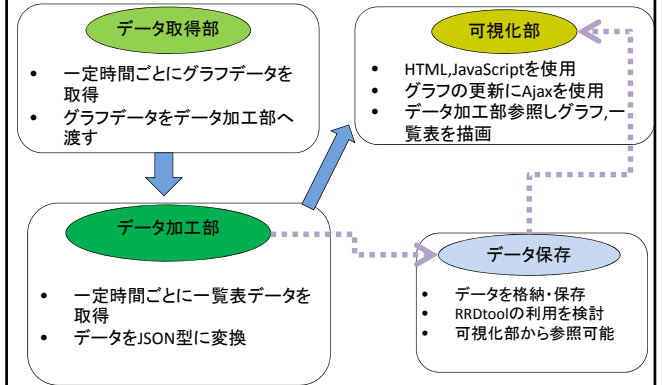 データ取得部
• 一定時間ごとにグラフデータを
取得
• グラフデータをデータ加工部へ
渡す
可視化部
• HTML,JavaScriptを使用
• グラフの更新にAjaxを使用
• データ加工部参照しグラフ,一
覧表を描画
データ加工部
• 一定時間ごとに一覧表データを
取得
• データをJSON型に変換
データ保存
• データを格納・保存
• RRDtoolの利用を検討
• 可視化部から参照可能